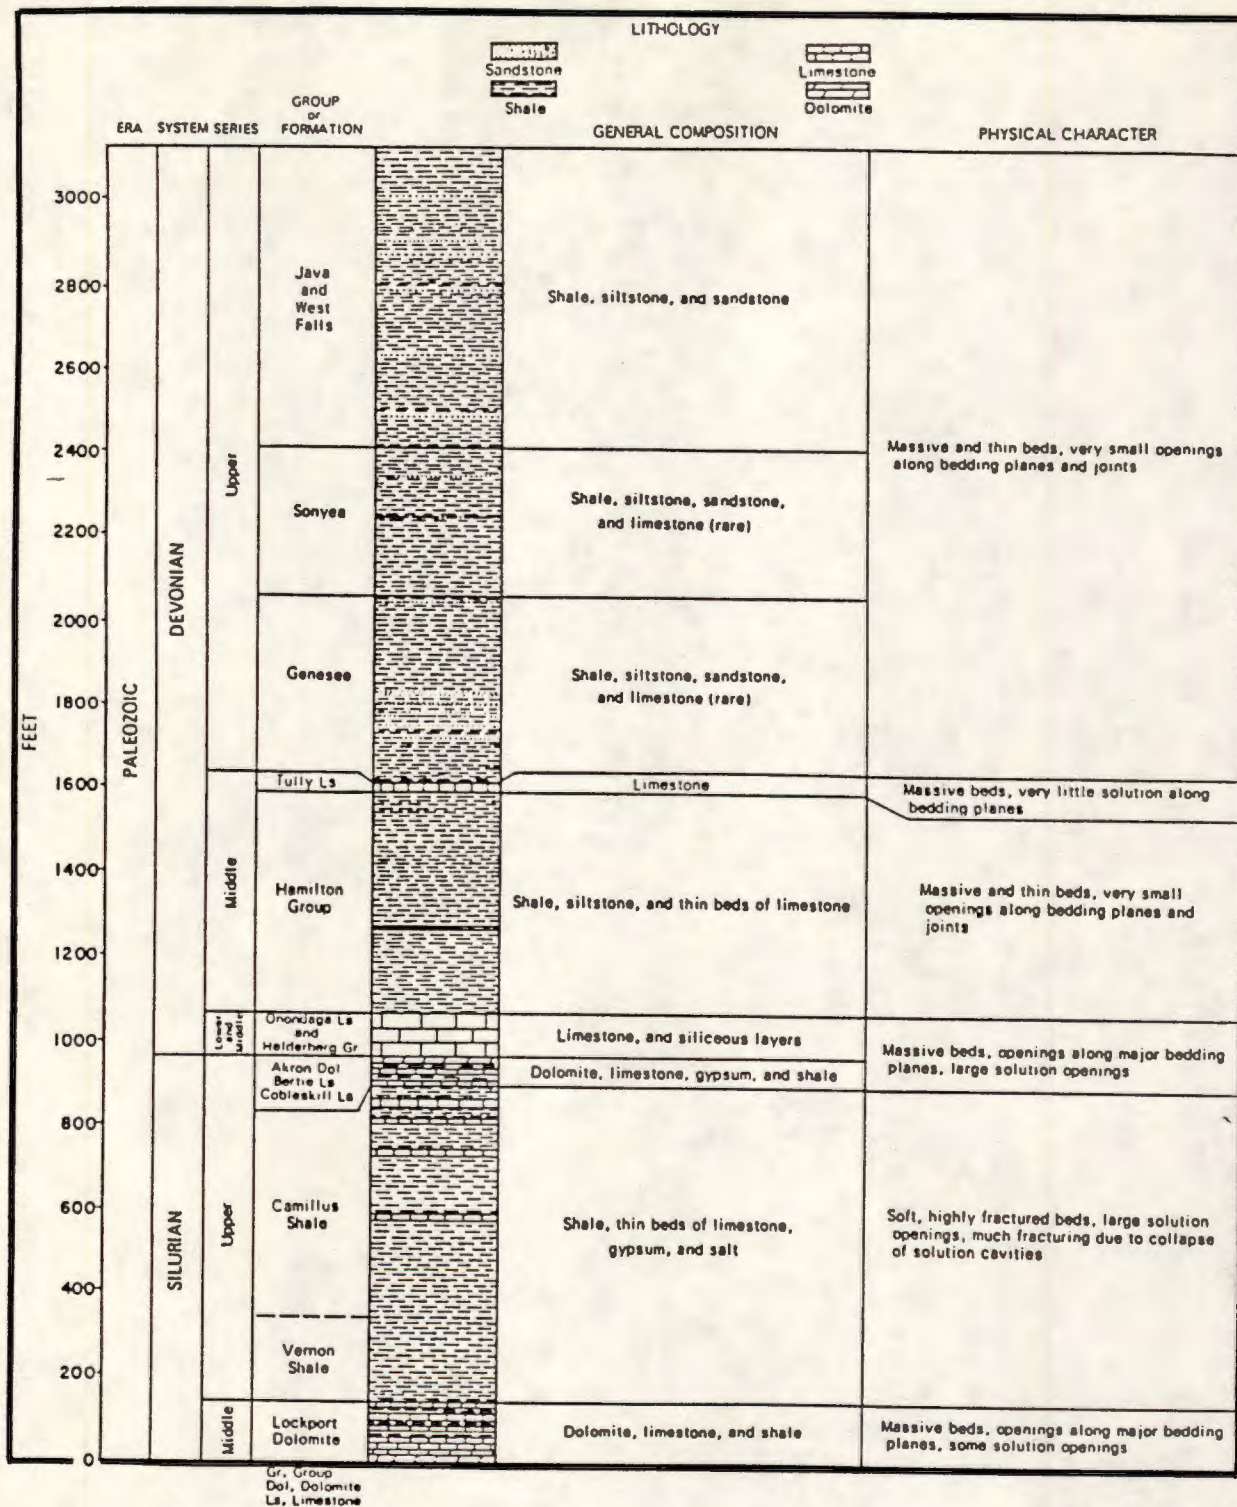 LITHOLOGY
Sandstone
Limestone
Shale
Dolomite
ERA
SYSTEM
SERIES
GROUP
or
FORMATION
GENERAL COMPOSITION
PHYSICAL CHARACTER
FEET
3000
2800
2600
2400
2200
2000
1800
1600
1400
1200
1000
800
600
400
200
0
PALEOZOIC
DEVONIAN
SILURIAN
Upper
Middle
Lower
and
Middle
Upper
Middle
Java
and
West
Falls
Shale, siltstone, and sandstone
Massive and thin beds, very small openings
along bedding planes and joints
Sonyea
Shale, siltstone, sandstone,
and limestone (rare)
Genesee
Shale, siltstone, sandstone,
and limestone (rare)
Tully Ls
Limestone
Massive beds, very little solution along
bedding planes
Hamilton
Group
Shale, siltstone, and thin beds of limestone
Massive and thin beds, very small
openings along bedding planes and
joints
Onondaga Ls
and
Helderberg Gr
Limestone, and siliceous layers
Massive beds, openings along major bedding
planes, large solution openings
Akron Dol
Bertie Ls
Cobleskill Ls
Dolomite, limestone, gypsum, and shale
Camillus
Shale
Shale, thin beds of limestone,
gypsum, and salt
Soft, highly fractured beds, large solution
openings, much fracturing due to collapse
of solution cavities
Vernon
Shale
Lockport
Dolomite
Dolomite, limestone, and shale
Massive beds, openings along major bedding
planes, some solution openings
Gr, Group
Dol, Dolomite
Ls, Limestone